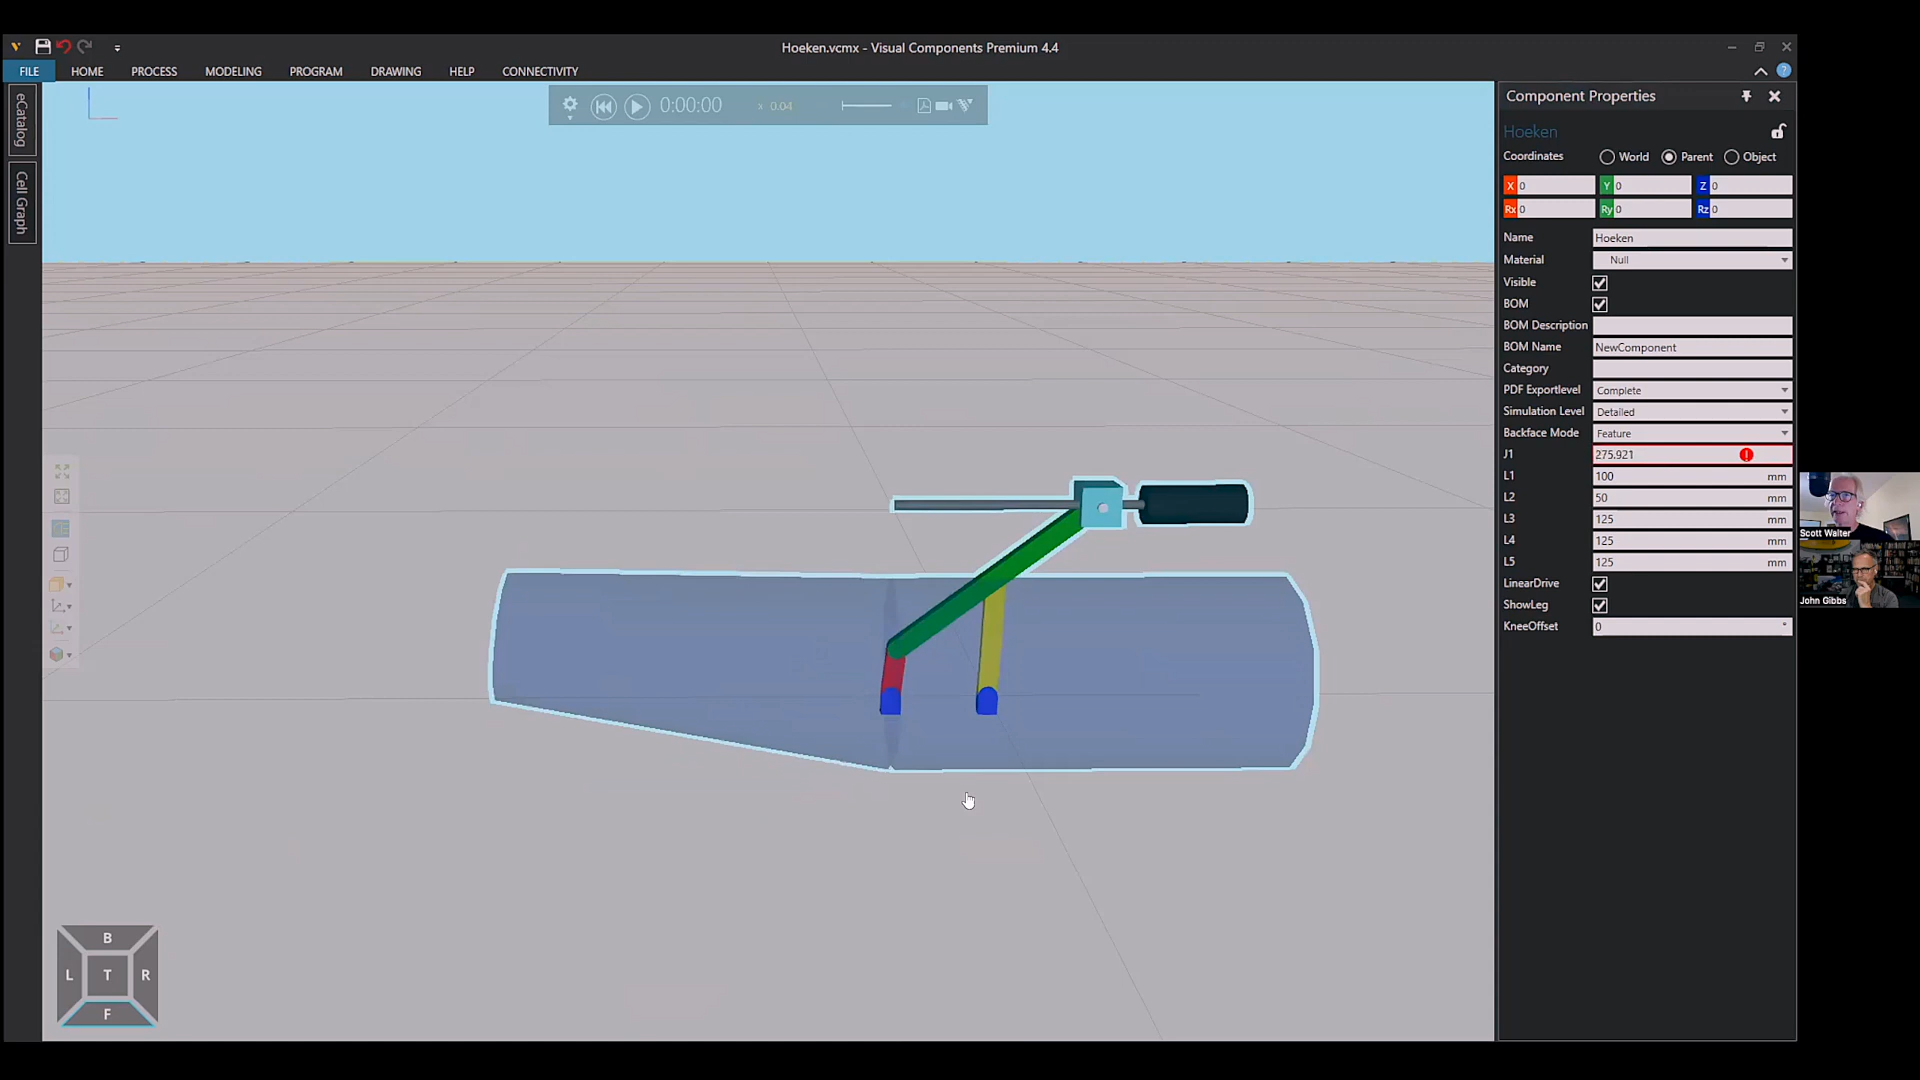 Hoeken.vcmx - Visual Components Premium 4.4
FILE HOME PROCESS MODELING PROGRAM DRAWING HELP CONNECTIVITY
eCatalog
Cell Graph
0:00:00 x 0.04
Component Properties
Hoeken
Coordinates World Parent Object
X 0 Y 0 Z 0
Rx 0 Ry 0 Rz 0
Name Hoeken
Material Null
Visible
BOM
BOM Description
BOM Name NewComponent
Category
PDF Exportlevel Complete
Simulation Level Detailed
Backface Mode Feature
J1 275.921
L1 100 mm
L2 50 mm
L3 125 mm
L4 125 mm
L5 125 mm
LinearDrive
ShowLeg
KneeOffset 0 °
Scott Walter
John Gibbs
B
L T R
F